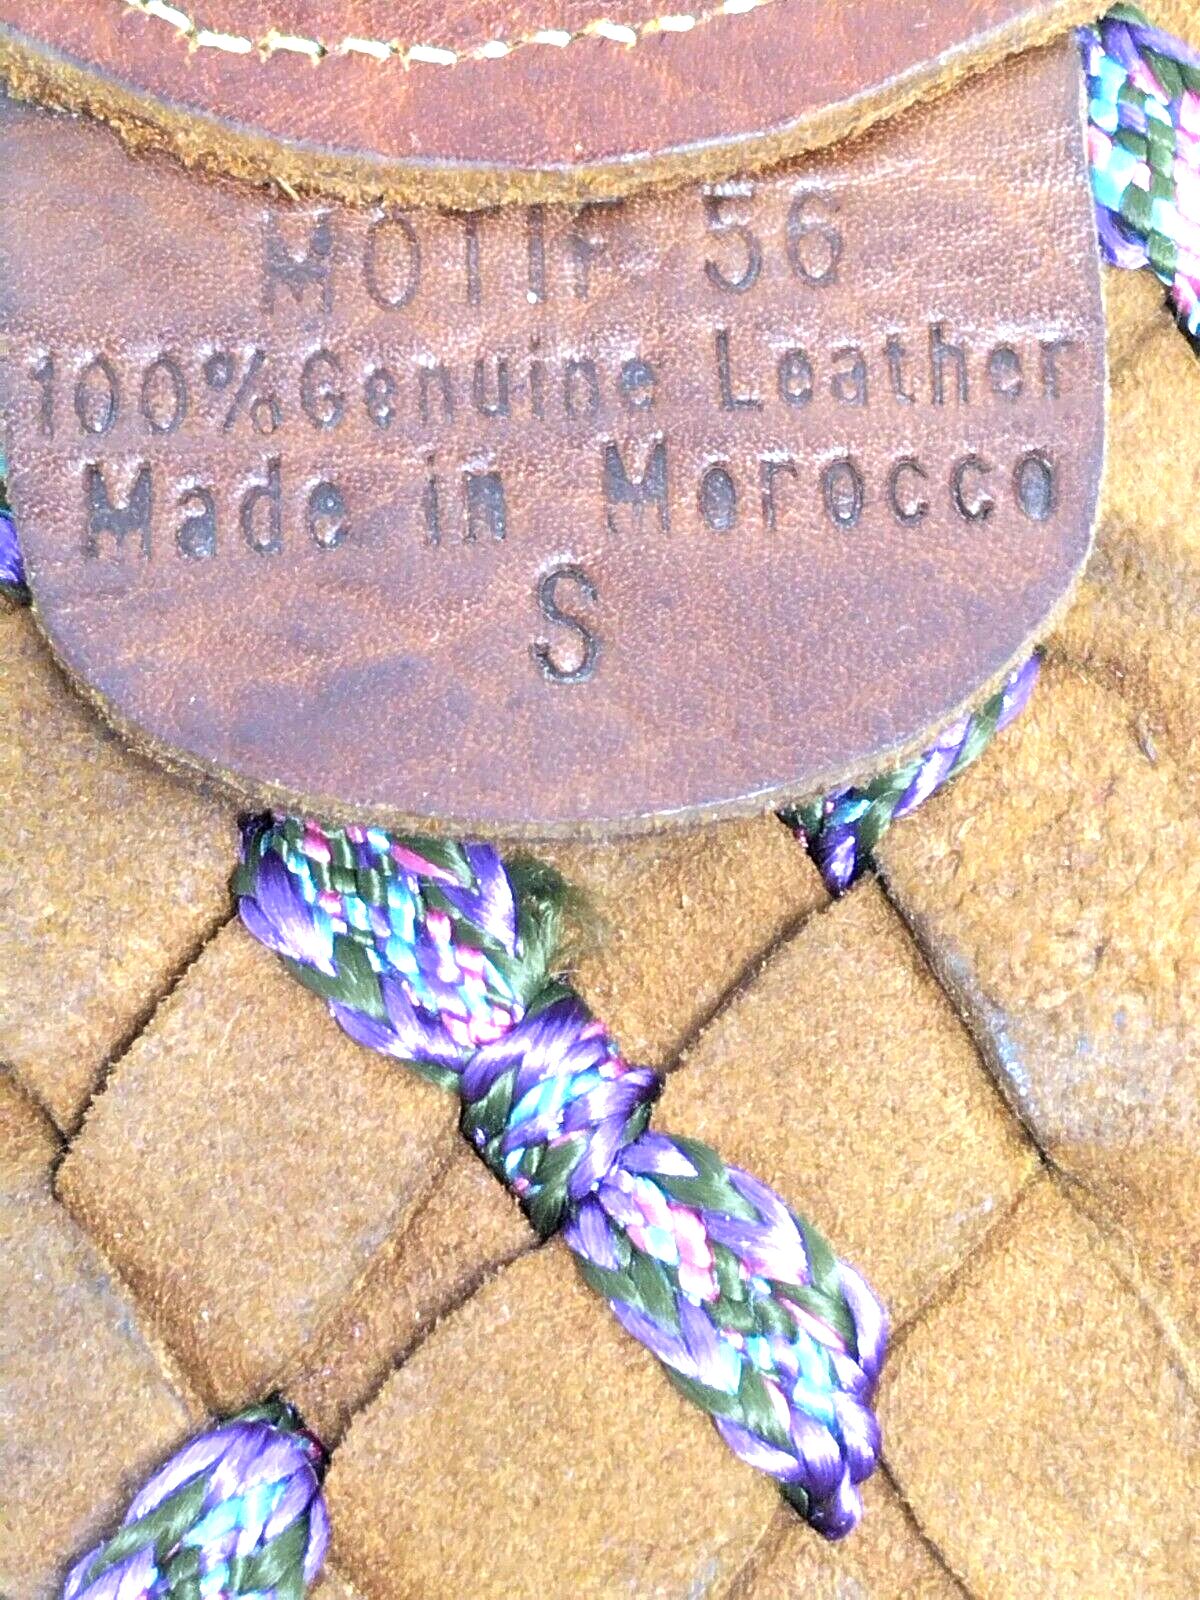 MOTIF 56
100% Genuine Leather
Made in Morocco
S